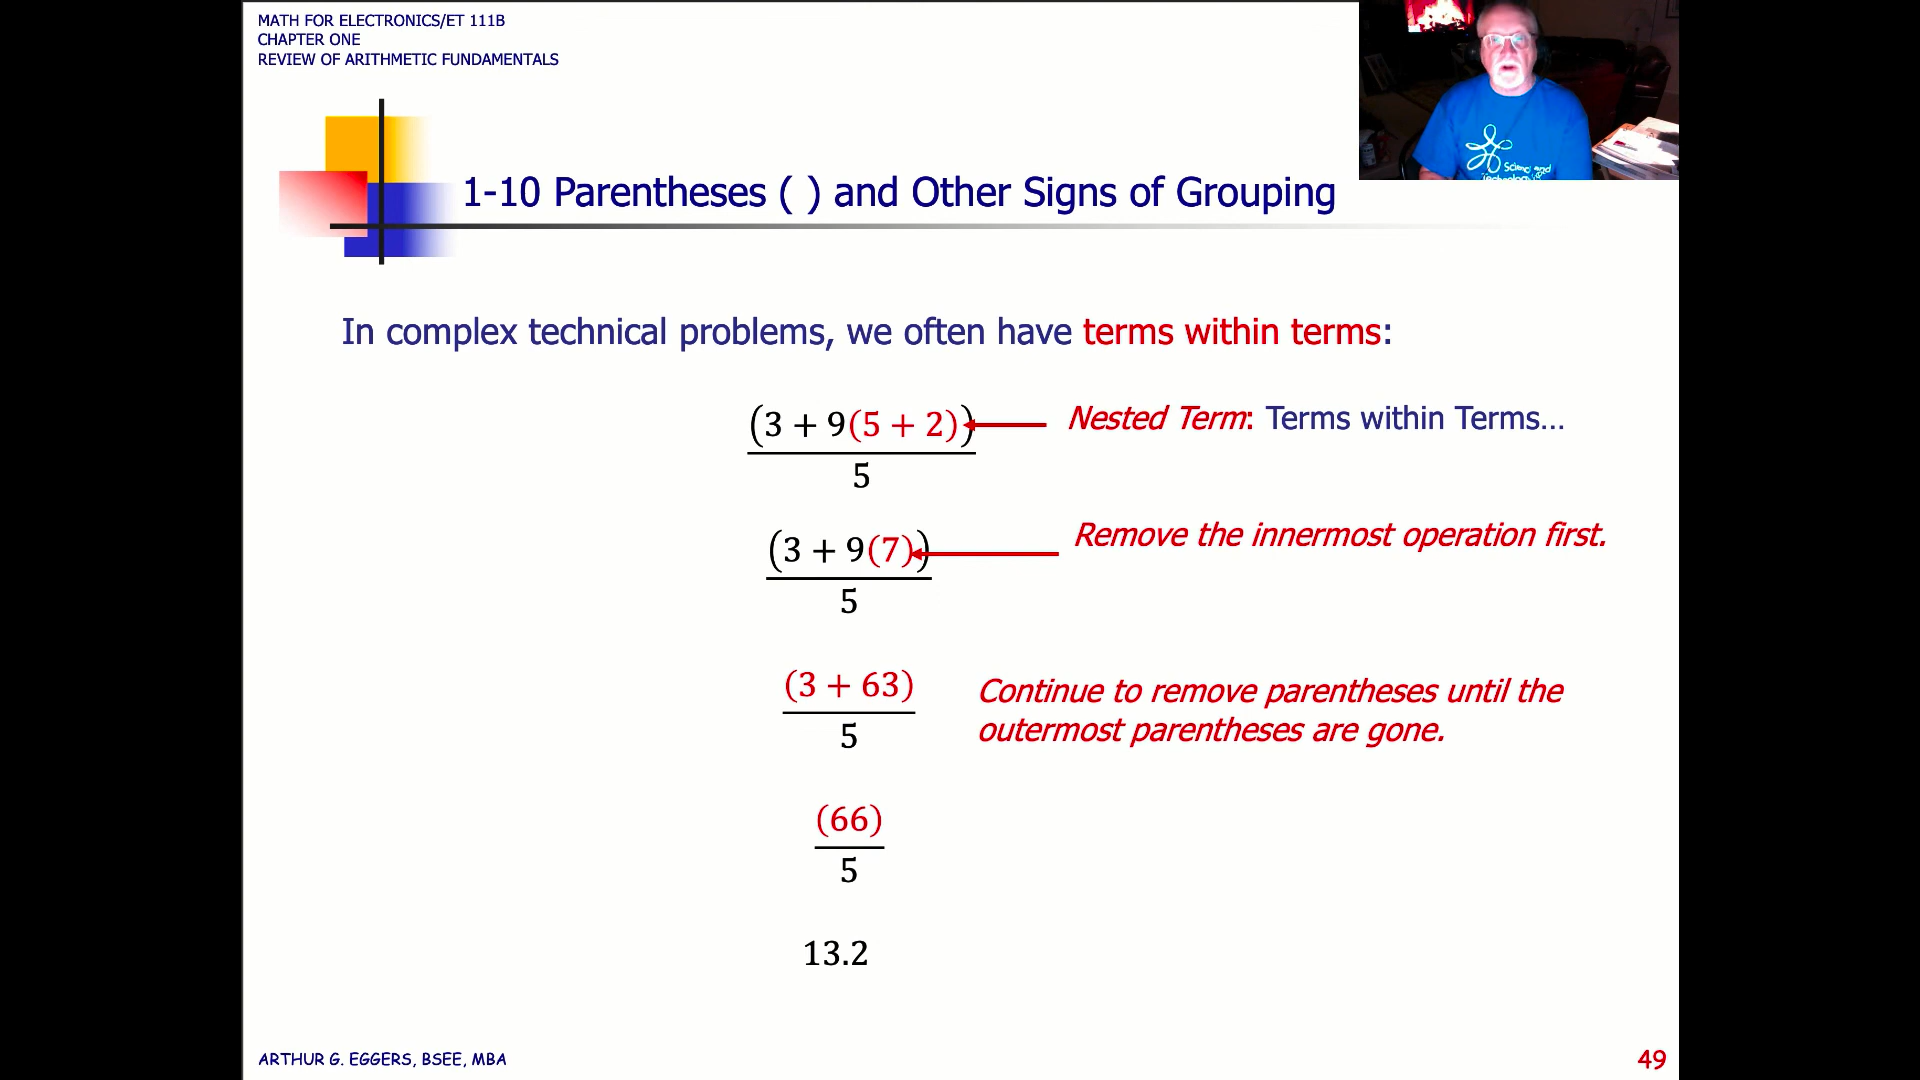 MATH FOR ELECTRONICS/ET 111B
CHAPTER ONE
REVIEW OF ARITHMETIC FUNDAMENTALS
1-10 Parentheses ( ) and Other Signs of Grouping
In complex technical problems, we often have terms within terms:
(3 + 9(5 + 2))
5
Nested Term: Terms within Terms...
(3 + 9(7))
5
Remove the innermost operation first.
(3 + 63)
5
Continue to remove parentheses until the
outermost parentheses are gone.
(66)
5
13.2
ARTHUR G. EGGERS, BSEE, MBA
49
Science and